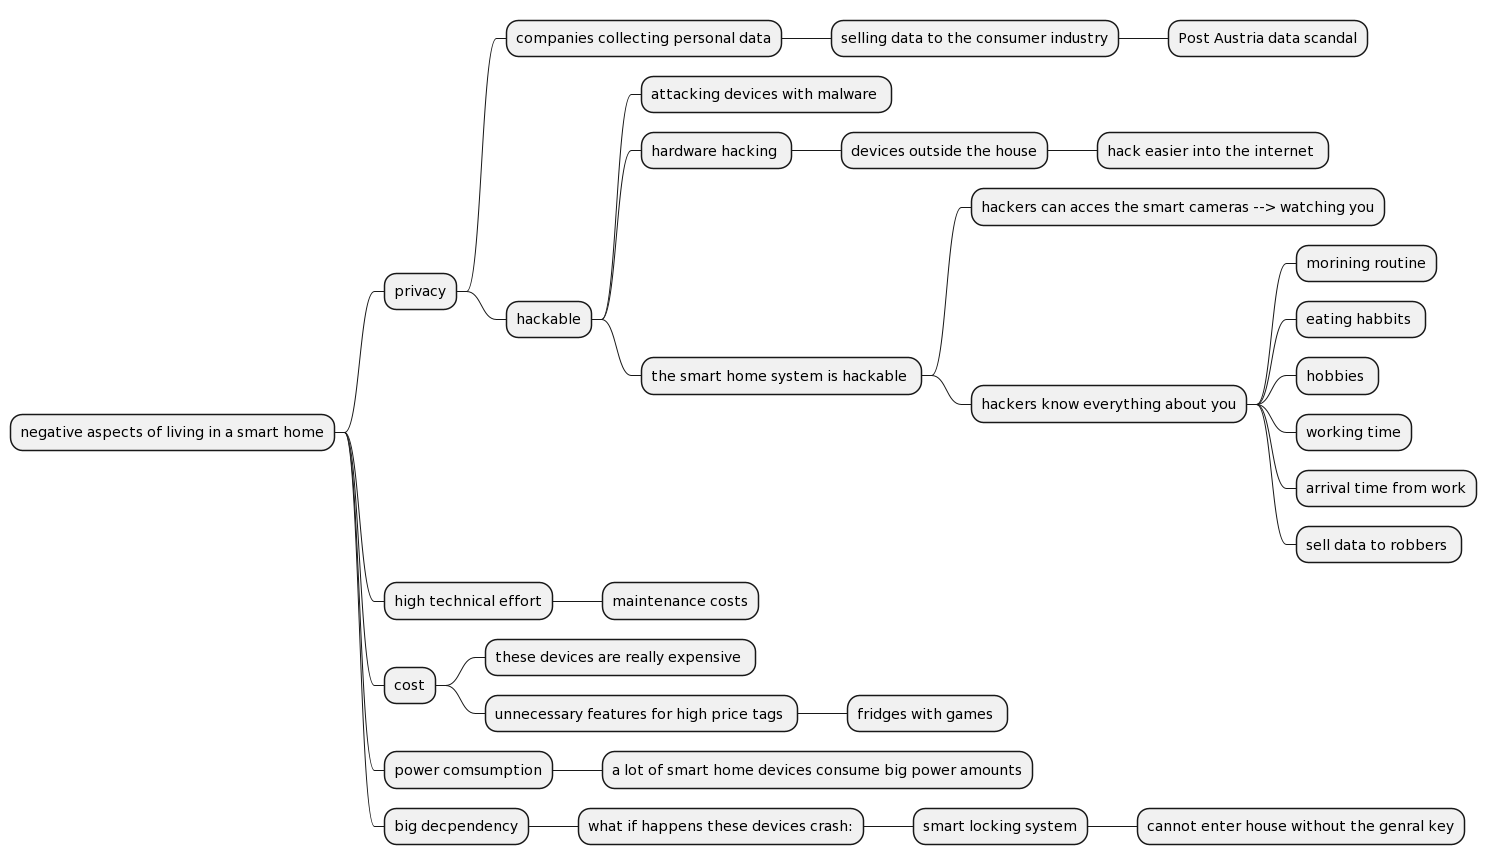 companies collecting personal data
selling data to the consumer industry
Post Austria data scandal
attacking devices with malware
hardware hacking
devices outside the house
hack easier into the internet
hackers can acces the smart cameras --> watching you
morining routine
privacy
eating habbits
hackable
hobbies
the smart home system is hackable
hackers know everything about you
negative aspects of living in a smart home
working time
arrival time from work
sell data to robbers
high technical effort
maintenance costs
these devices are really expensive
cost
unnecessary features for high price tags
fridges with games
power comsumption
a lot of smart home devices consume big power amounts
big decpendency
what if happens these devices crash:
smart locking system
cannot enter house without the genral key